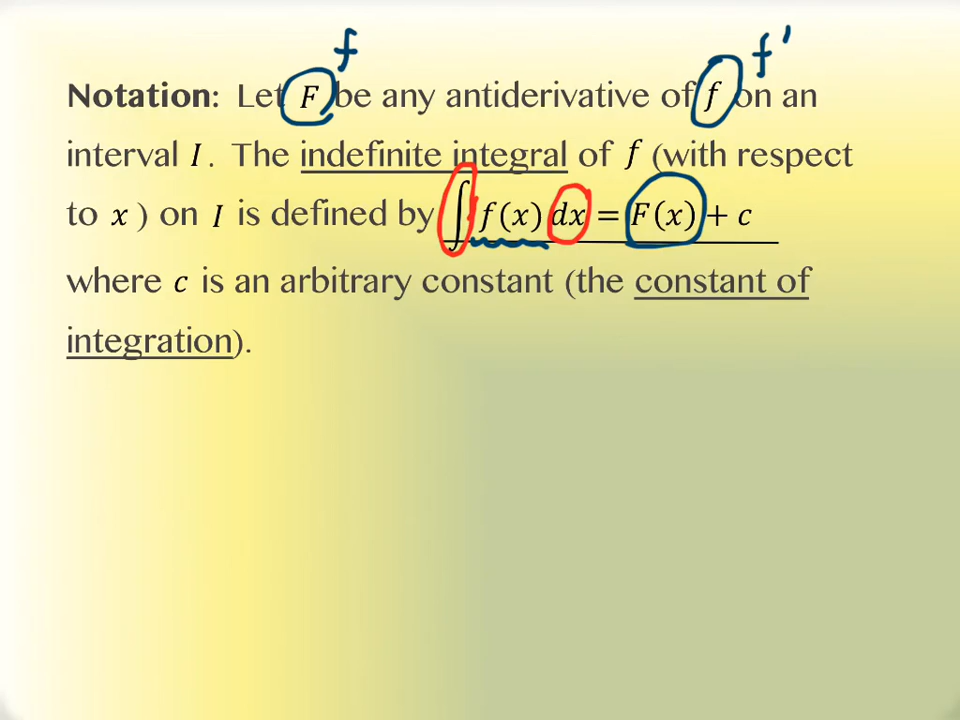 f f'
Notation: Let F be any antiderivative of f on an
interval I. The indefinite integral of f (with respect
to x ) on I is defined by ∫ f(x) dx = F(x) + c
where c is an arbitrary constant (the constant of
integration).